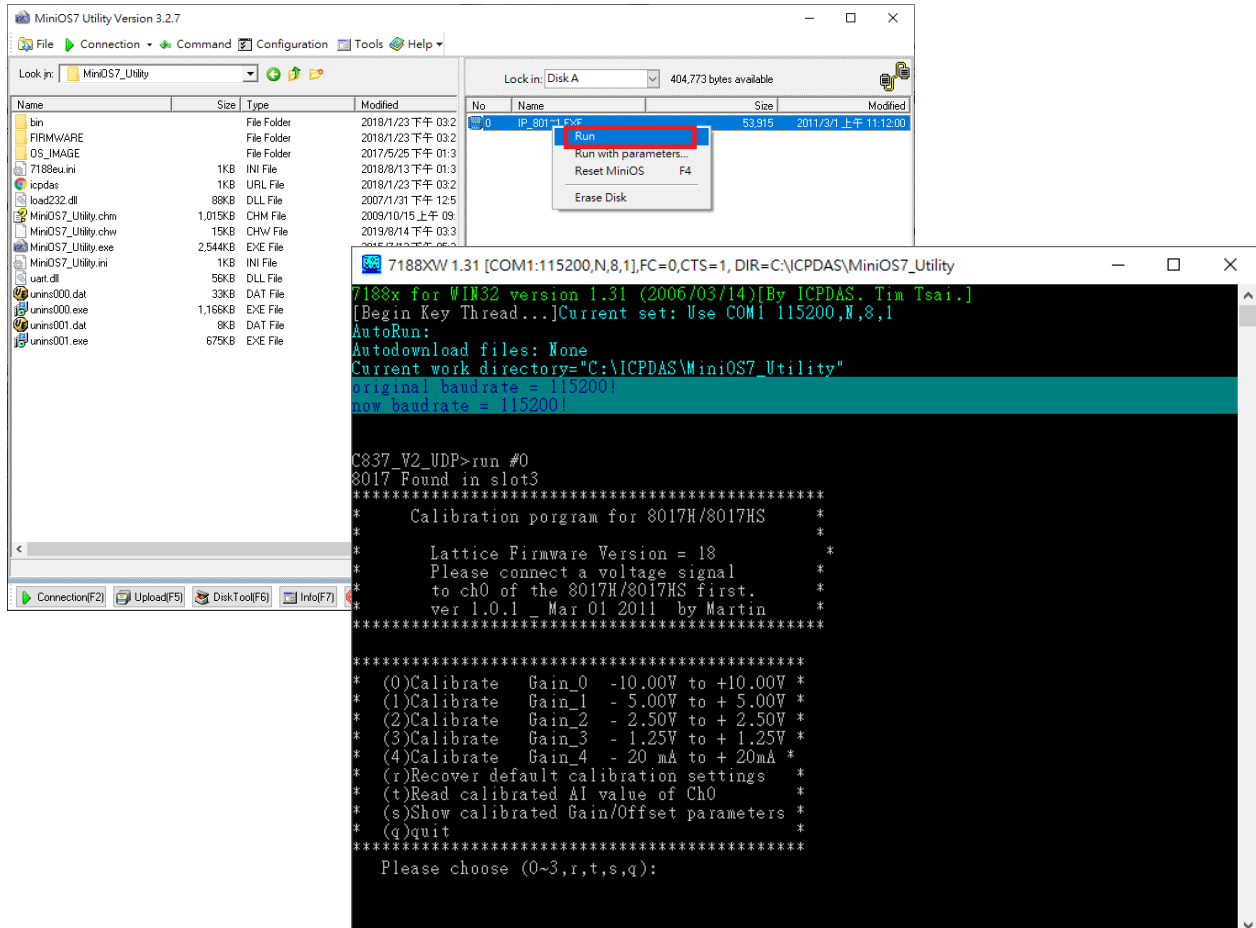 MiniOS7 Utility Version 3.2.7
File Connection Command Configuration Tools Help
Look in: MiniOS7_Utility
Name Size Type Modified
bin File Folder 2018/1/23 下午 03:2
FIRMWARE File Folder 2018/1/23 下午 03:2
OS_IMAGE File Folder 2017/5/25 下午 01:3
7188eu.ini 1KB INI File 2018/8/13 下午 01:3
icpdas 1KB URL File 2018/1/23 下午 03:2
load232.dll 88KB DLL File 2007/1/31 下午 12:5
MiniOS7_Utility.chm 1,015KB CHM File 2009/10/15 上午 09:
MiniOS7_Utility.chw 15KB CHW File 2019/8/14 下午 03:3
MiniOS7_Utility.exe 2,544KB EXE File
MiniOS7_Utility.ini 1KB INI File
uart.dll 56KB DLL File
unins000.dat 33KB DAT File
unins000.exe 1,166KB EXE File
unins001.dat 8KB DAT File
unins001.exe 675KB EXE File
Connection(F2) Upload(F5) DiskTool(F6) Info(F7)
Lock in: Disk A 404,773 bytes available
No Name Size Modified
0 IP_801~1.EXE 53,915 2011/3/1 上午 11:12:00
Run
Run with parameters...
Reset MiniOS F4
Erase Disk
7188XW 1.31 [COM1:115200,N,8,1],FC=0,CTS=1, DIR=C:\ICPDAS\MiniOS7_Utility
7188x for WIN32 version 1.31 (2006/03/14)[By ICPDAS. Tim Tsai.]
[Begin Key Thread...]Current set: Use COM1 115200,N,8,1
AutoRun:
Autodownload files: None
Current work directory="C:\ICPDAS\MiniOS7_Utility"
original baudrate = 115200!
now baudrate = 115200!
C837_V2_UDP>run #0
8017 Found in slot3
************************************************
* Calibration porgram for 8017H/8017HS *
* *
* Lattice Firmware Version = 18 *
* Please connect a voltage signal *
* to ch0 of the 8017H/8017HS first. *
* ver 1.0.1 _ Mar 01 2011 by Martin *
************************************************
**********************************************
* (0)Calibrate Gain_0 -10.00V to +10.00V *
* (1)Calibrate Gain_1 - 5.00V to + 5.00V *
* (2)Calibrate Gain_2 - 2.50V to + 2.50V *
* (3)Calibrate Gain_3 - 1.25V to + 1.25V *
* (4)Calibrate Gain_4 - 20 mA to + 20mA *
* (r)Recover default calibration settings *
* (t)Read calibrated AI value of Ch0 *
* (s)Show calibrated Gain/Offset parameters *
* (q)quit *
**********************************************
Please choose (0~3,r,t,s,q):